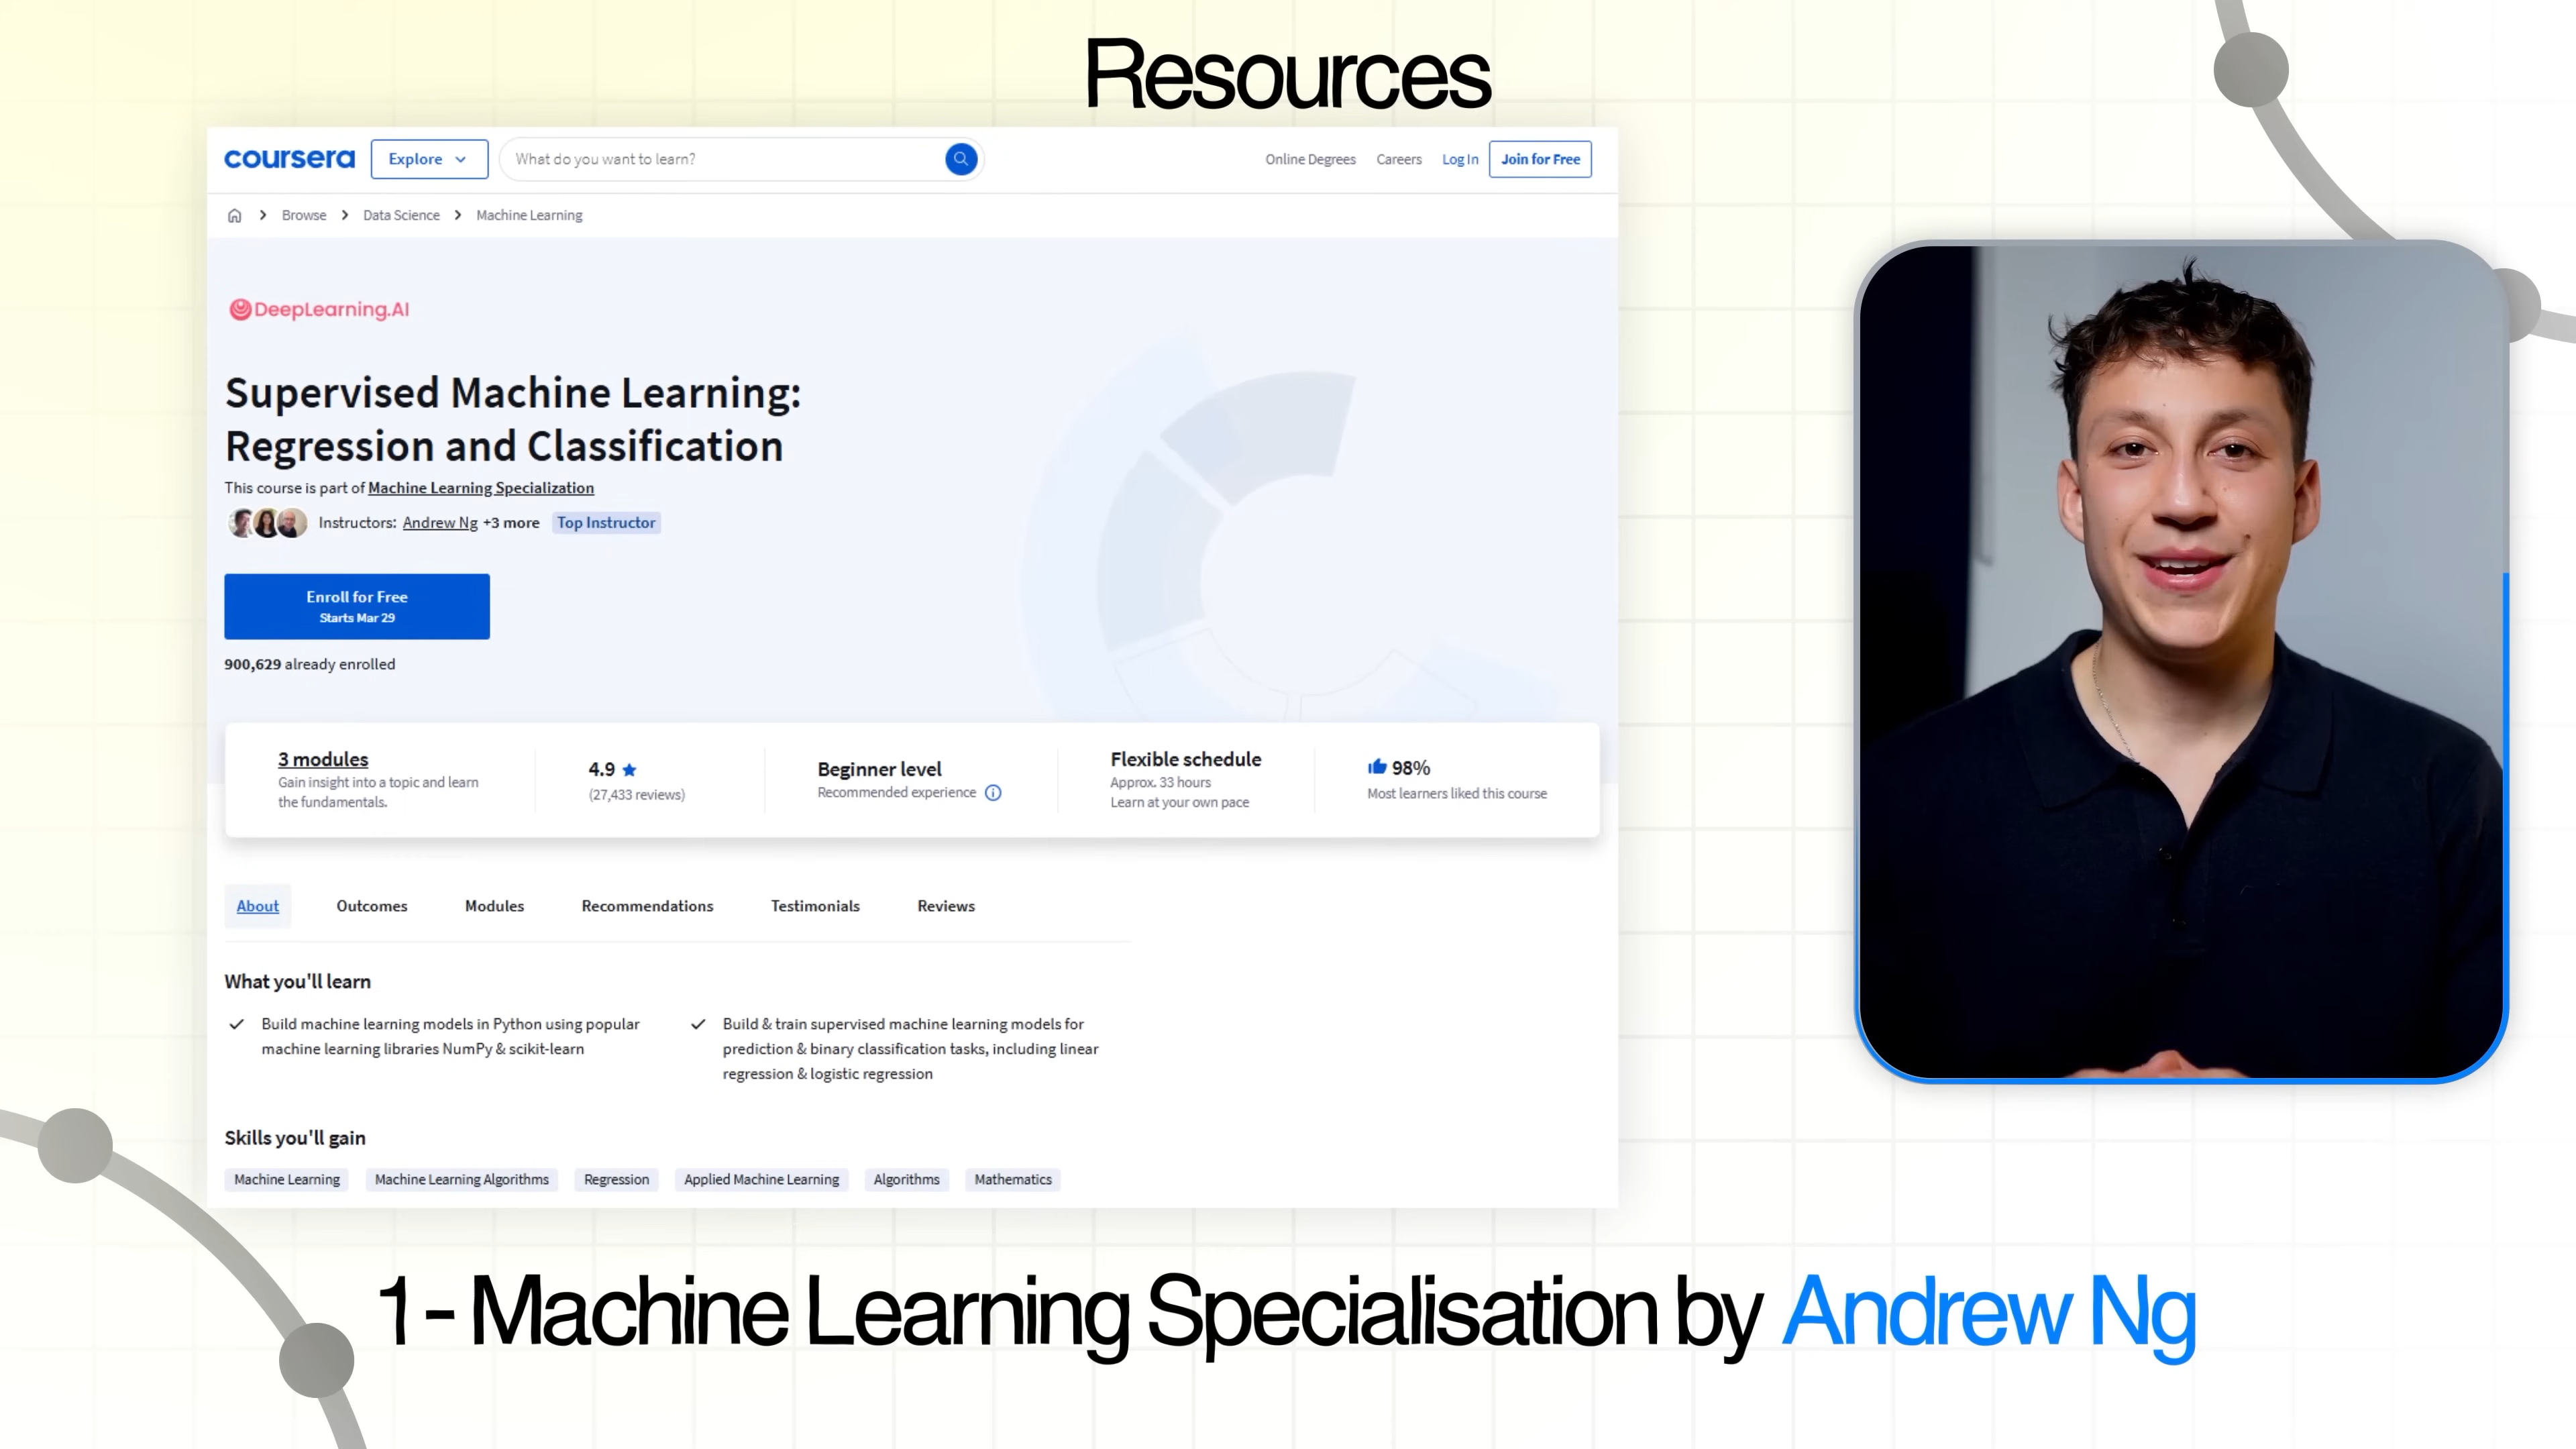 Resources
coursera
Explore
What do you want to learn?
Online Degrees
Careers
Log In
Join for Free
Browse
Data Science
Machine Learning
DeepLearning.AI
Supervised Machine Learning:
Regression and Classification
This course is part of Machine Learning Specialization
Instructors: Andrew Ng +3 more
Top Instructor
Enroll for Free
Starts Mar 29
900,629 already enrolled
3 modules
Gain insight into a topic and learn
the fundamentals.
4.9
(27,433 reviews)
Beginner level
Recommended experience
Flexible schedule
Approx. 33 hours
Learn at your own pace
98%
Most learners liked this course
About
Outcomes
Modules
Recommendations
Testimonials
Reviews
What you'll learn
Build machine learning models in Python using popular
machine learning libraries NumPy & scikit-learn
Build & train supervised machine learning models for
prediction & binary classification tasks, including linear
regression & logistic regression
Skills you'll gain
Machine Learning
Machine Learning Algorithms
Regression
Applied Machine Learning
Algorithms
Mathematics
1 - Machine Learning Specialisation by Andrew Ng